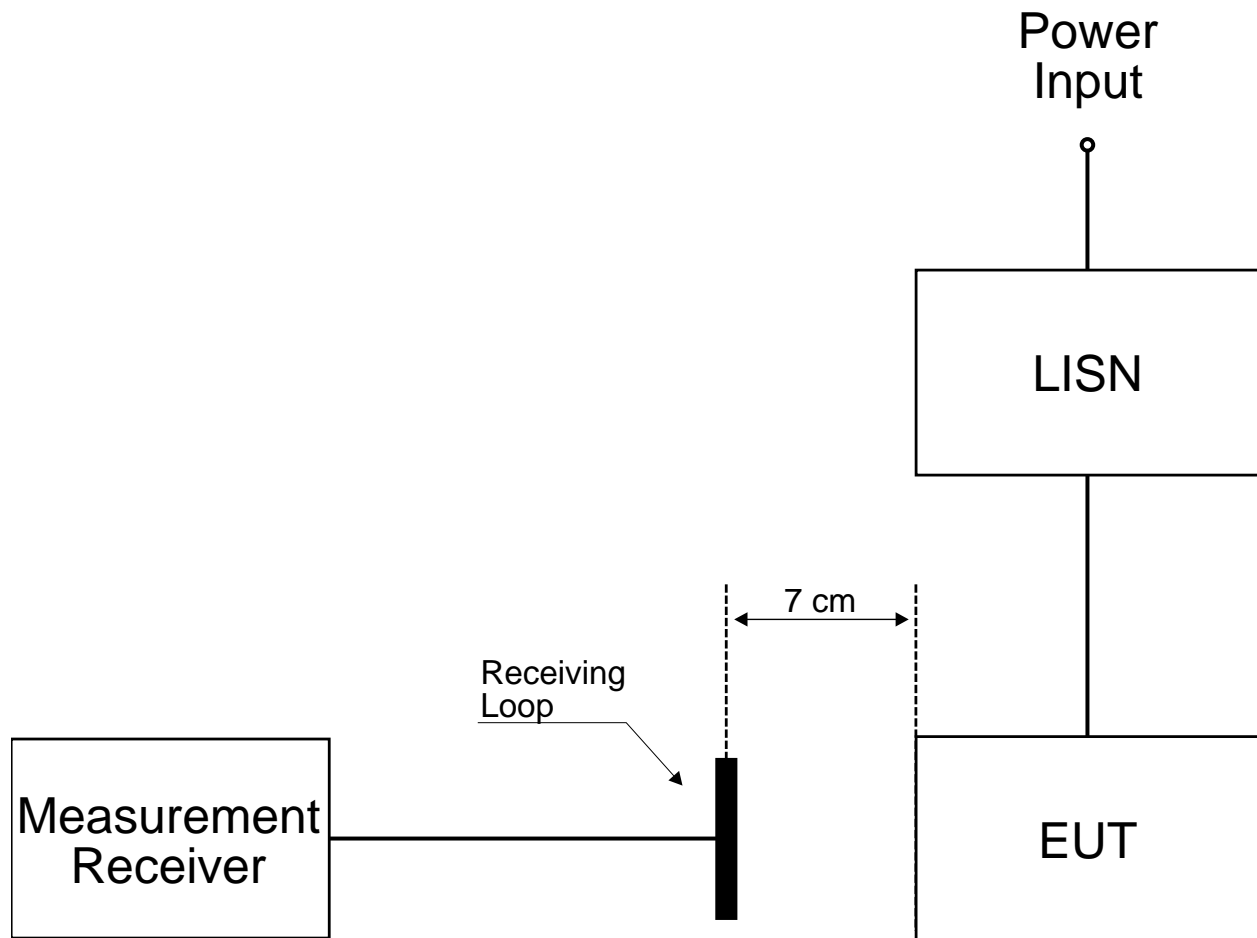 Power
Input
LISN
7 cm
Receiving
Loop
Measurement
Receiver
EUT